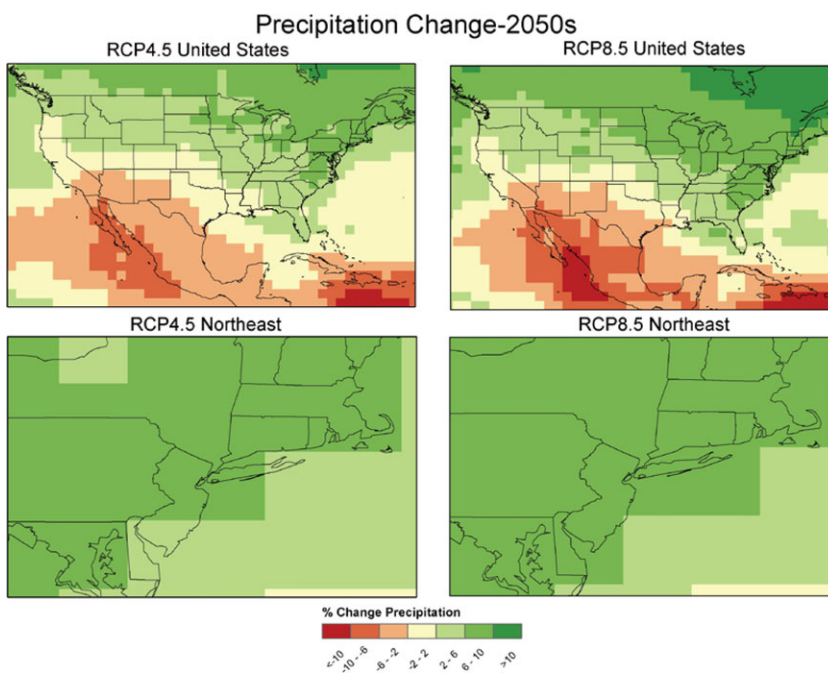 Precipitation Change-2050s
RCP4.5 United States
RCP8.5 United States
RCP4.5 Northeast
RCP8.5 Northeast
% Change Precipitation
<-10
-10 - -6
-6 - -2
-2 - 2
2 - 6
6 - 10
>10